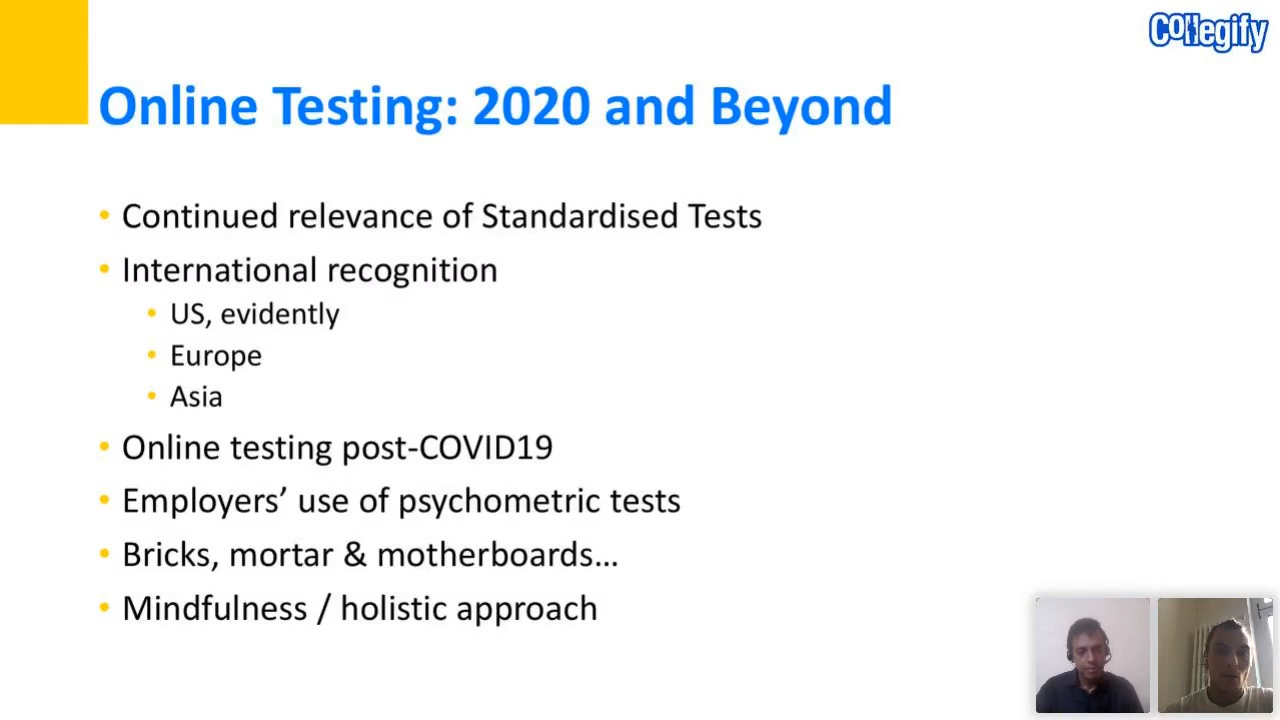 Collegify
Online Testing: 2020 and Beyond
• Continued relevance of Standardised Tests
• International recognition
• US, evidently
• Europe
• Asia
• Online testing post-COVID19
• Employers’ use of psychometric tests
• Bricks, mortar & motherboards…
• Mindfulness / holistic approach